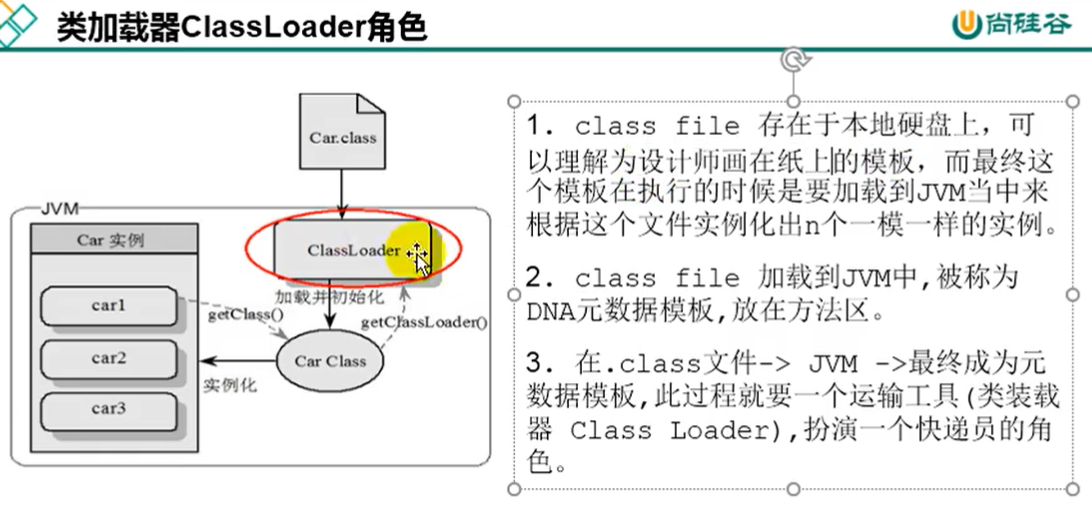 类加载器ClassLoader角色
尚硅谷
Car.class
JVM
Car 实例
ClassLoader
加载并初始化
car1
getClass()
getClassLoader()
car2
Car Class
实例化
car3
1. class file 存在于本地硬盘上，可
以理解为设计师画在纸上的模板，而最终这
个模板在执行的时候是要加载到JVM当中来
根据这个文件实例化出n个一模一样的实例。
2. class file 加载到JVM中,被称为
DNA元数据模板,放在方法区。
3. 在.class文件-> JVM ->最终成为元
数据模板,此过程就要一个运输工具(类装载
器 Class Loader),扮演一个快递员的角
色。